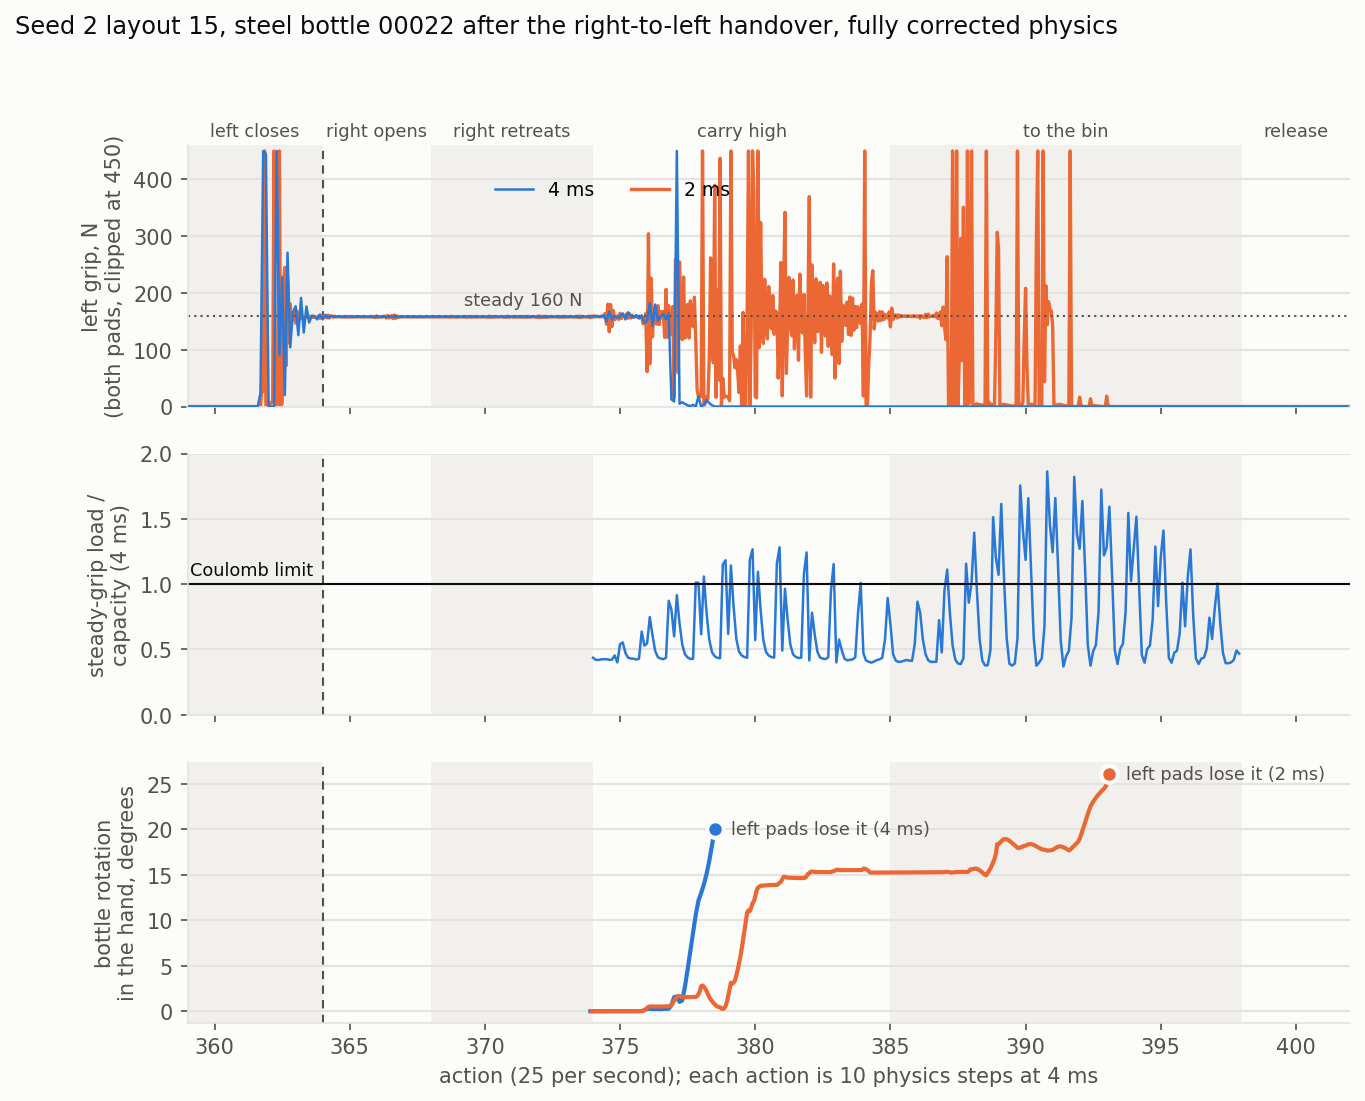 Seed 2 layout 15, steel bottle 00022 after the right-to-left handover, fully corrected physics
left closes
right opens
right retreats
carry high
to the bin
release
left grip, N
(both pads, clipped at 450)
400
300
200
100
0
4 ms
2 ms
steady 160 N
steady-grip load /
capacity (4 ms)
2.0
1.5
1.0
0.5
0.0
Coulomb limit
bottle rotation
in the hand, degrees
25
20
15
10
5
0
left pads lose it (2 ms)
left pads lose it (4 ms)
360
365
370
375
380
385
390
395
400
action (25 per second); each action is 10 physics steps at 4 ms